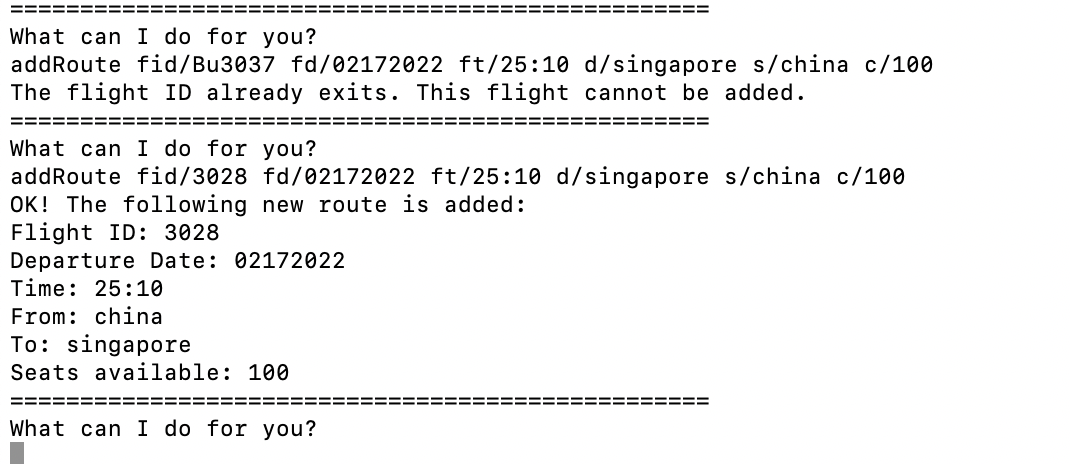 ==================================================
What can I do for you?
addRoute fid/Bu3037 fd/02172022 ft/25:10 d/singapore s/china c/100
The flight ID already exits. This flight cannot be added.
==================================================
What can I do for you?
addRoute fid/3028 fd/02172022 ft/25:10 d/singapore s/china c/100
OK! The following new route is added:
Flight ID: 3028
Departure Date: 02172022
Time: 25:10
From: china
To: singapore
Seats available: 100
==================================================
What can I do for you?